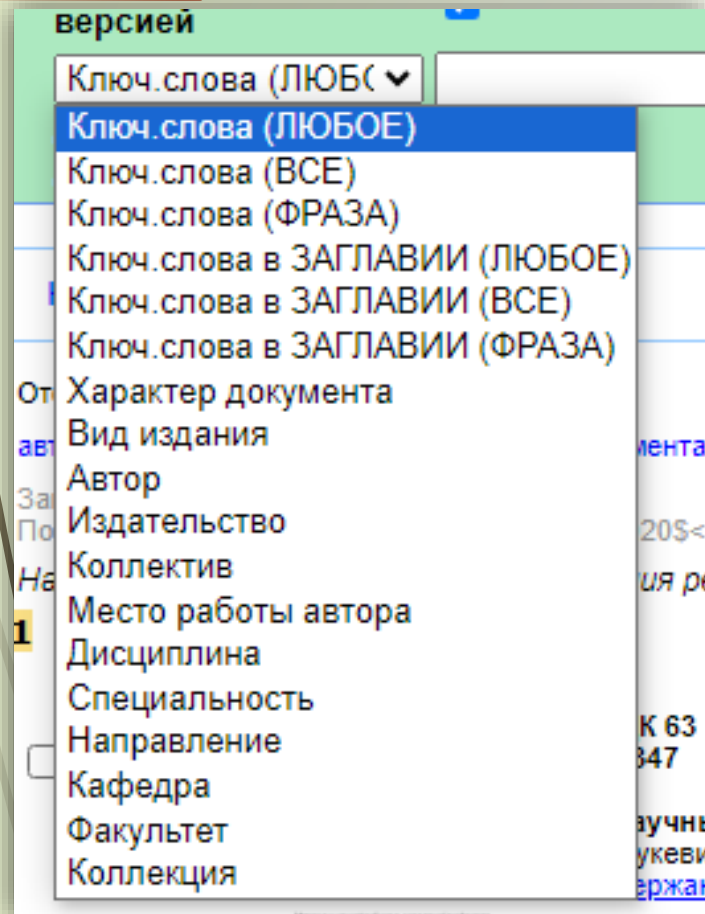 версией
Ключ.слова (ЛЮБО
Ключ.слова (ЛЮБОЕ)
Ключ.слова (ВСЕ)
Ключ.слова (ФРАЗА)
Ключ.слова в ЗАГЛАВИИ (ЛЮБОЕ)
Ключ.слова в ЗАГЛАВИИ (ВСЕ)
Ключ.слова в ЗАГЛАВИИ (ФРАЗА)
Характер документа
Вид издания
Автор
Издательство
20$<
Коллектив
Место работы автора
1
Дисциплина
Специальность
Направление
К 63
347
Кафедра
Факультет
Коллекция